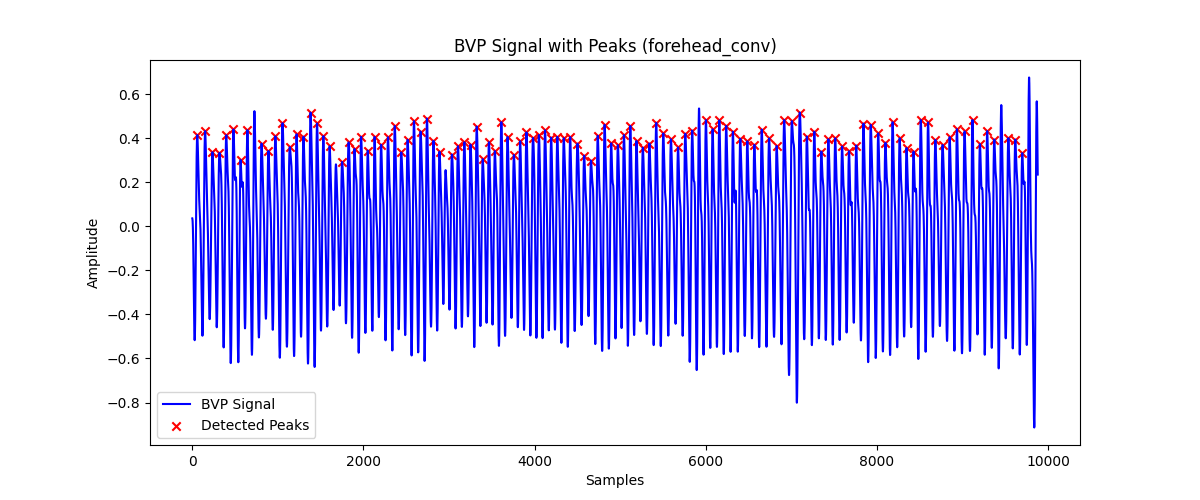 BVP Signal with Peaks (forehead_conv)
Amplitude
0.6
0.4
0.2
0.0
−0.2
−0.4
−0.6
−0.8
BVP Signal
Detected Peaks
0 2000 4000 6000 8000 10000
Samples